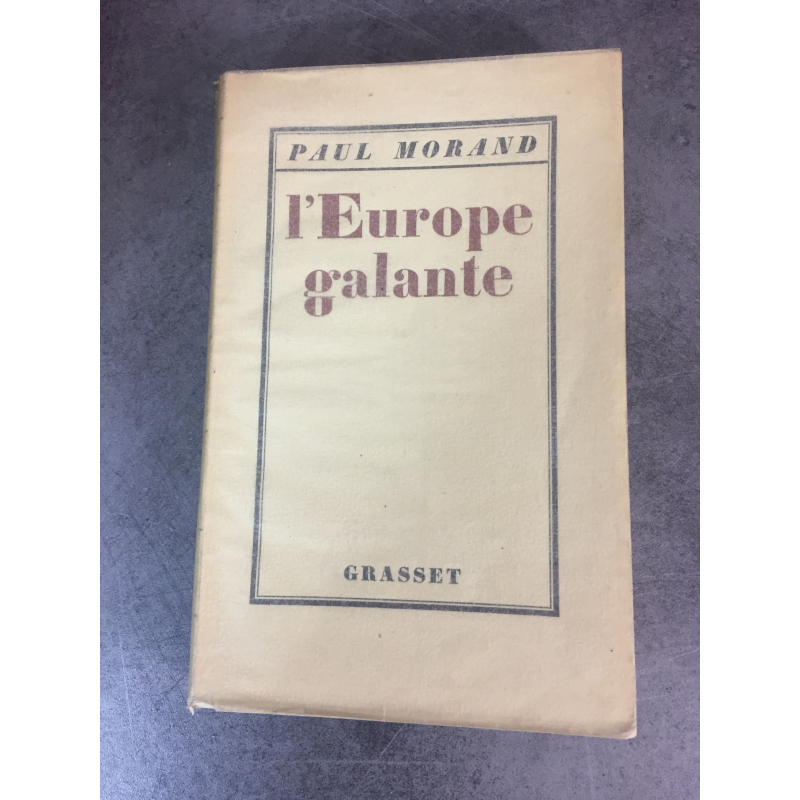 PAUL MORAND
l'Europe
galante
GRASSET